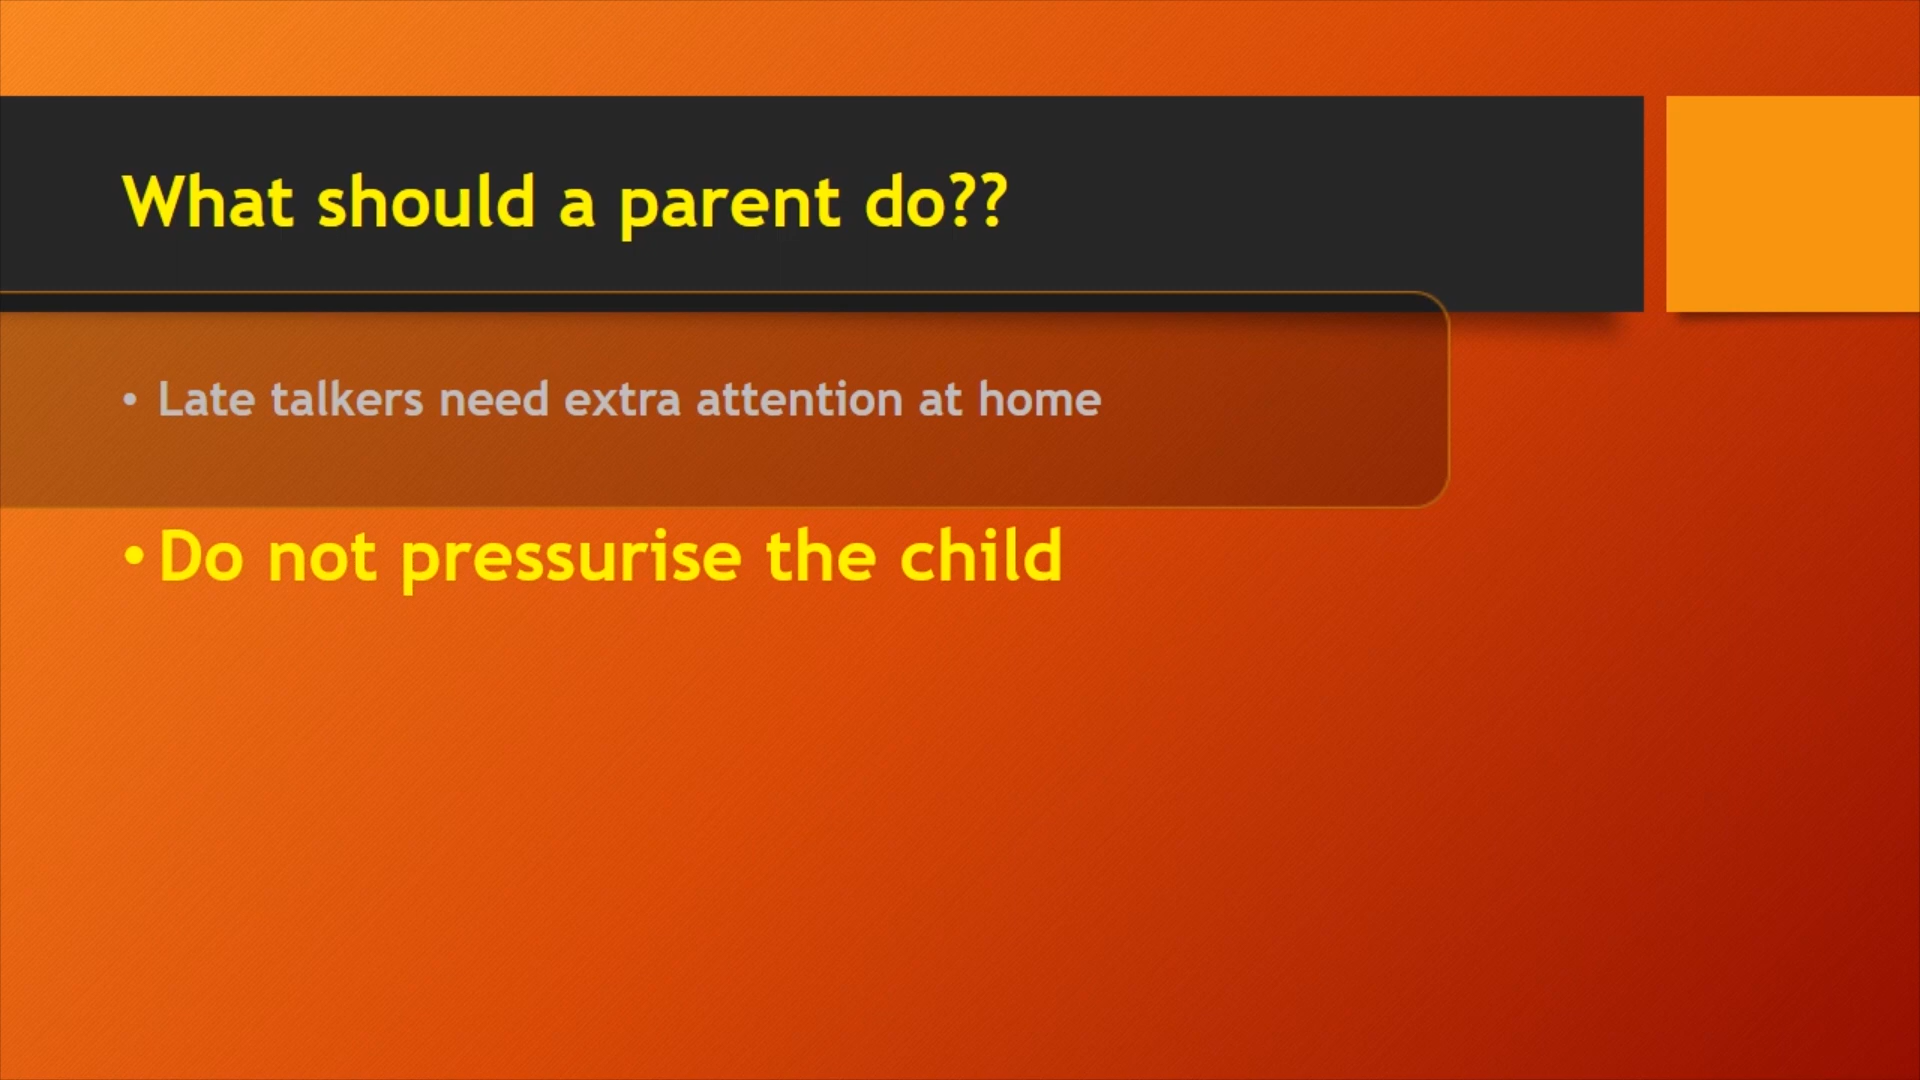 What should a parent do??
• Late talkers need extra attention at home
• Do not pressurise the child